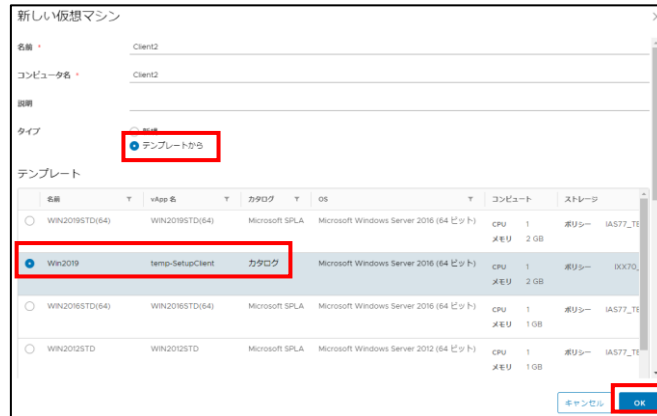 新しい仮想マシン
名前 *
Client2
コンピュータ名 *
Client2
説明
タイプ
新規
テンプレートから
テンプレート
名前 vApp 名 カタログ OS コンピュート ストレージ
WIN2019STD(64) WIN2019STD(64) Microsoft SPLA Microsoft Windows Server 2016 (64 ビット) CPU 1 ポリシー IAS77_TE
メモリ 2 GB
Win2019 temp-SetupClient カタログ Microsoft Windows Server 2016 (64 ビット) CPU 1 ポリシー IXX70_
メモリ 2 GB
WIN2016STD(64) WIN2016STD(64) Microsoft SPLA Microsoft Windows Server 2016 (64 ビット) CPU 1 ポリシー IAS77_TE
メモリ 1 GB
WIN2012STD WIN2012STD Microsoft SPLA Microsoft Windows Server 2012 (64 ビット) CPU 1 ポリシー IAS77_TE
メモリ 1 GB
キャンセル OK